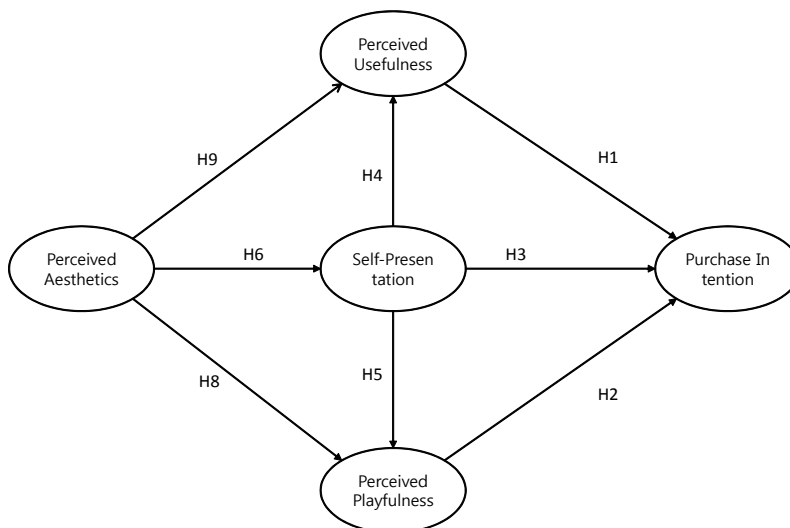 Perceived
Usefulness
H9
H1
H4
Perceived
Aesthetics
H6
Self-Presen
tation
H3
Purchase In
tention
H8
H5
H2
Perceived
Playfulness